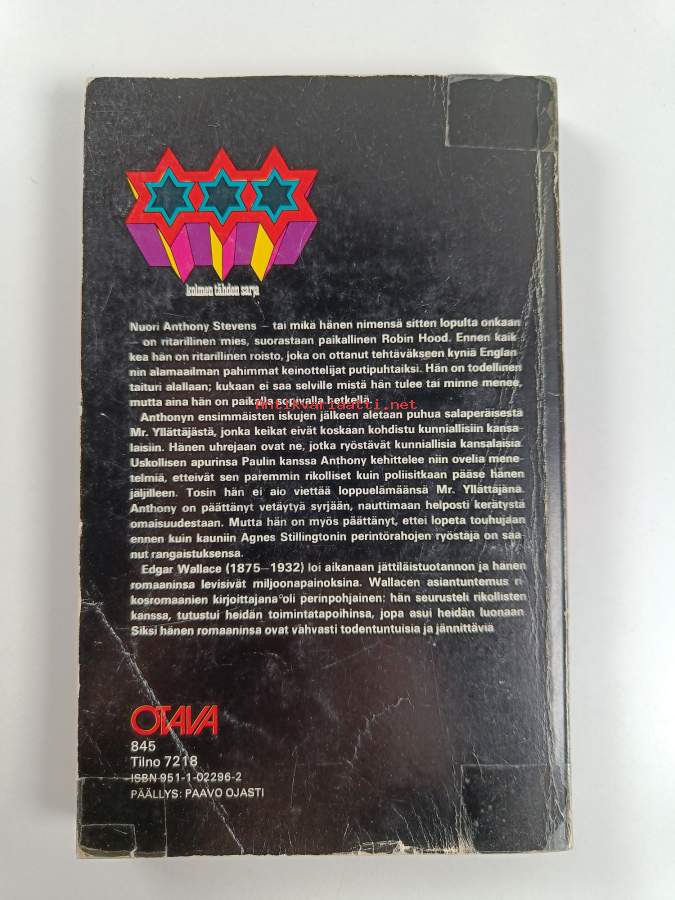 kolmen tähden sarja
Nuori Anthony Stevens – tai mikä hänen nimensä sitten lopulta onkaan
– on ritarillinen mies, suorastaan paikallinen Robin Hood. Ennen kaik
kea hän on ritarillinen roisto, joka on ottanut tehtäväkseen kyniä Englan
nin alamaailman pahimmat keinottelijat putipuhtaiksi. Hän on todellinen
taituri alallaan; kukaan ei saa selville mistä hän tulee tai minne menee,
mutta aina hän on paikalla sopivalla hetkellä.
Antikvariaatti.net
Anthonyn ensimmäisten iskujen jälkeen aletaan puhua salaperäisestä
Mr. Yllättäjästä, jonka keikat eivät koskaan kohdistu kunniallisiin kansa-
laisiin. Hänen uhrejaan ovat ne, jotka ryöstävät kunniallisia kansalaisia.
Uskollisen apurinsa Paulin kanssa Anthony kehittelee niin ovelia mene-
telmiä, etteivät sen paremmin rikolliset kuin poliisitkaan pääse hänen
jäljilleen. Tosin hän ei aio viettää loppuelämäänsä Mr. Yllättäjänä.
Anthony on päättänyt vetäytyä syrjään, nauttimaan helposti kerätystä
omaisuudestaan. Mutta hän on myös päättänyt, ettei lopeta touhujaan
ennen kuin kauniin Agnes Stillingtonin perintörahojen ryöstäjä on saa-
nut rangaistuksensa.
Edgar Wallace (1875–1932) loi aikanaan jättiläistuotannon ja hänen
romaaninsa levisivät miljoonapainoksina. Wallacen asiantuntemus ri
kosromaanien kirjoittajana oli perinpohjainen: hän seurusteli rikollisten
kanssa, tutustui heidän toimintatapoihinsa, jopa asui heidän luonaan
Siksi hänen romaaninsa ovat vahvasti todentuntuisia ja jännittäviä
OTAVA
845
Tilno 7218
ISBN 951-1-02296-2
PÄÄLLYS: PAAVO OJASTI